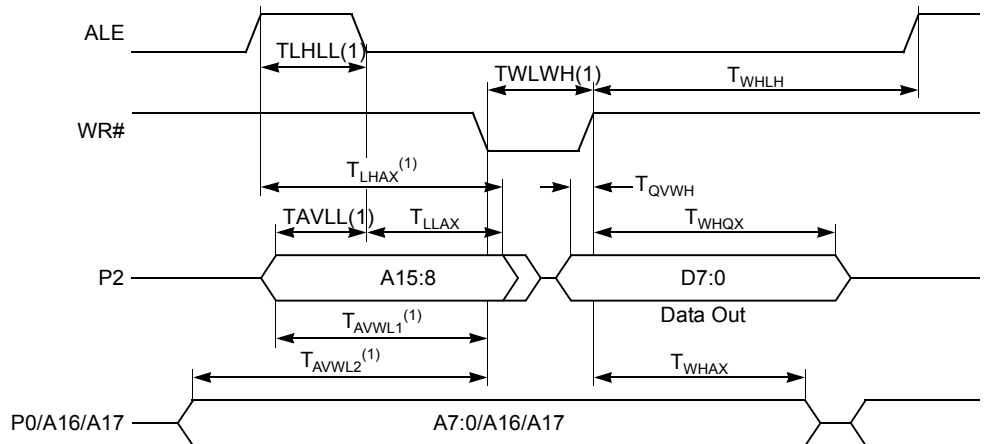 ALE
TLHLL(1)
TWLWH(1)
TWHLH
WR#
TLHAX(1)
TQVWH
TAVLL(1)
TLLAX
TWHQX
P2
A15:8
D7:0
Data Out
TAVWL1(1)
TAVWL2(1)
TWHAX
P0/A16/A17
A7:0/A16/A17